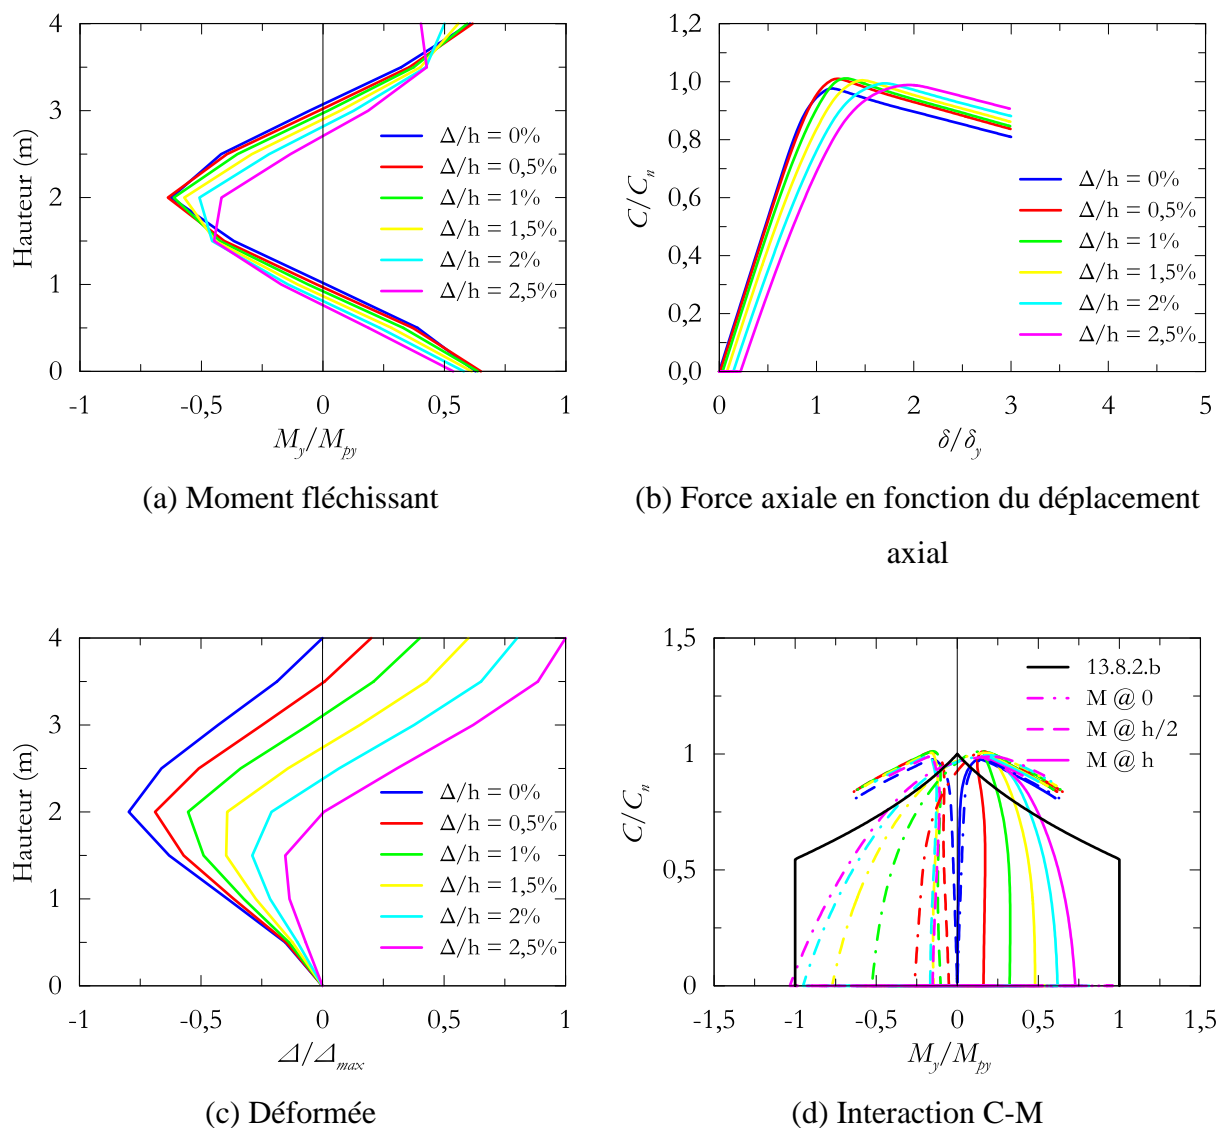 4
3
2
1
0
Hauteur (m)
-1 -0,5 0 0,5 1
M_y/M_py
Δ/h = 0%
Δ/h = 0,5%
Δ/h = 1%
Δ/h = 1,5%
Δ/h = 2%
Δ/h = 2,5%
(a) Moment fléchissant
1,2
1,0
0,8
0,6
0,4
0,2
0,0
C/C_n
0 1 2 3 4 5
δ/δ_y
Δ/h = 0%
Δ/h = 0,5%
Δ/h = 1%
Δ/h = 1,5%
Δ/h = 2%
Δ/h = 2,5%
(b) Force axiale en fonction du déplacement
axial
4
3
2
1
0
Hauteur (m)
-1 -0,5 0 0,5 1
Δ/Δ_max
Δ/h = 0%
Δ/h = 0,5%
Δ/h = 1%
Δ/h = 1,5%
Δ/h = 2%
Δ/h = 2,5%
(c) Déformée
1,5
1
0,5
0
C/C_n
-1,5 -1 -0,5 0 0,5 1 1,5
M_y/M_py
13.8.2.b
M @ 0
M @ h/2
M @ h
(d) Interaction C-M